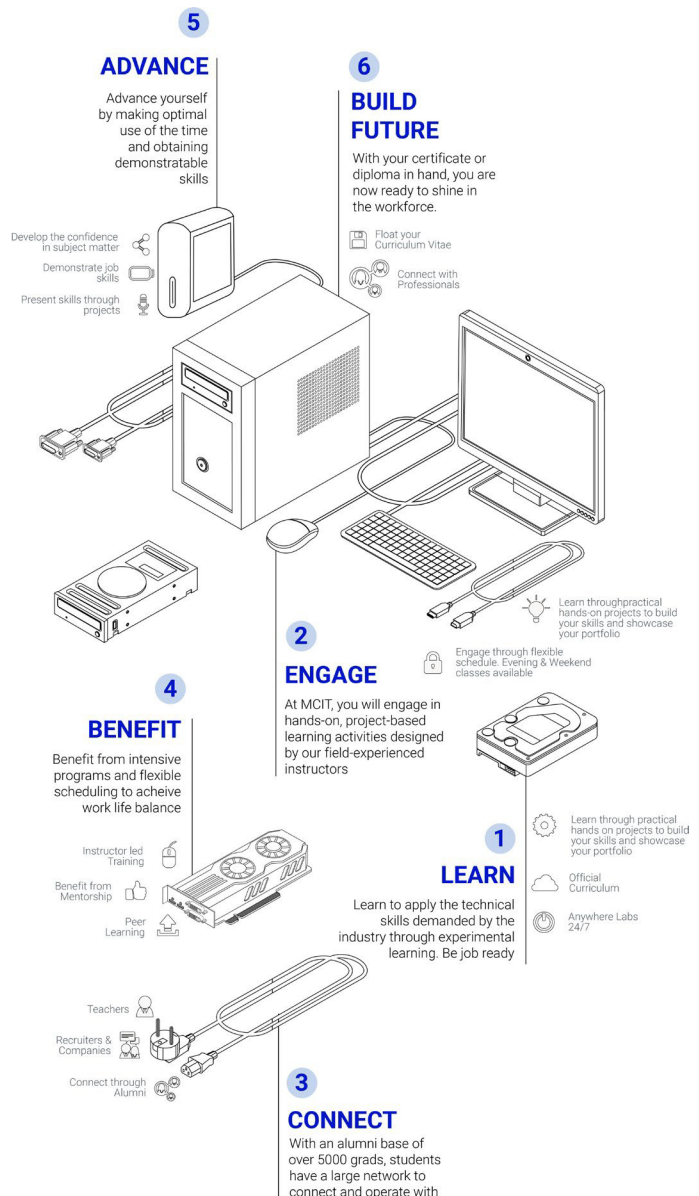 5
ADVANCE
Advance yourself
by making optimal
use of the time
and obtaining
demonstratable
skills
Develop the confidence
in subject matter
Demonstrate job
skills
Present skills through
projects
6
BUILD
FUTURE
With your certificate or
diploma in hand, you are
now ready to shine in
the workforce.
Float your
Curriculum Vitae
Connect with
Professionals
2
ENGAGE
At MCIT, you will engage in
hands-on, project-based
learning activities designed
by our field-experienced
instructors
Learn throughpractical
hands-on projects to build
your skills and showcase
your portfolio
Engage through flexible
schedule. Evening & Weekend
classes available
4
BENEFIT
Benefit from intensive
programs and flexible
scheduling to acheive
work life balance
Instructor led
Training
Benefit from
Mentorship
Peer
Learning
1
LEARN
Learn to apply the technical
skills demanded by the
industry through experimental
learning. Be job ready
Learn through practical
hands on projects to build
your skills and showcase
your portfolio
Official
Curriculum
Anywhere Labs
24/7
Teachers
Recruiters &
Companies
Connect through
Alumni
3
CONNECT
With an alumni base of
over 5000 grads, students
have a large network to
connect and operate with